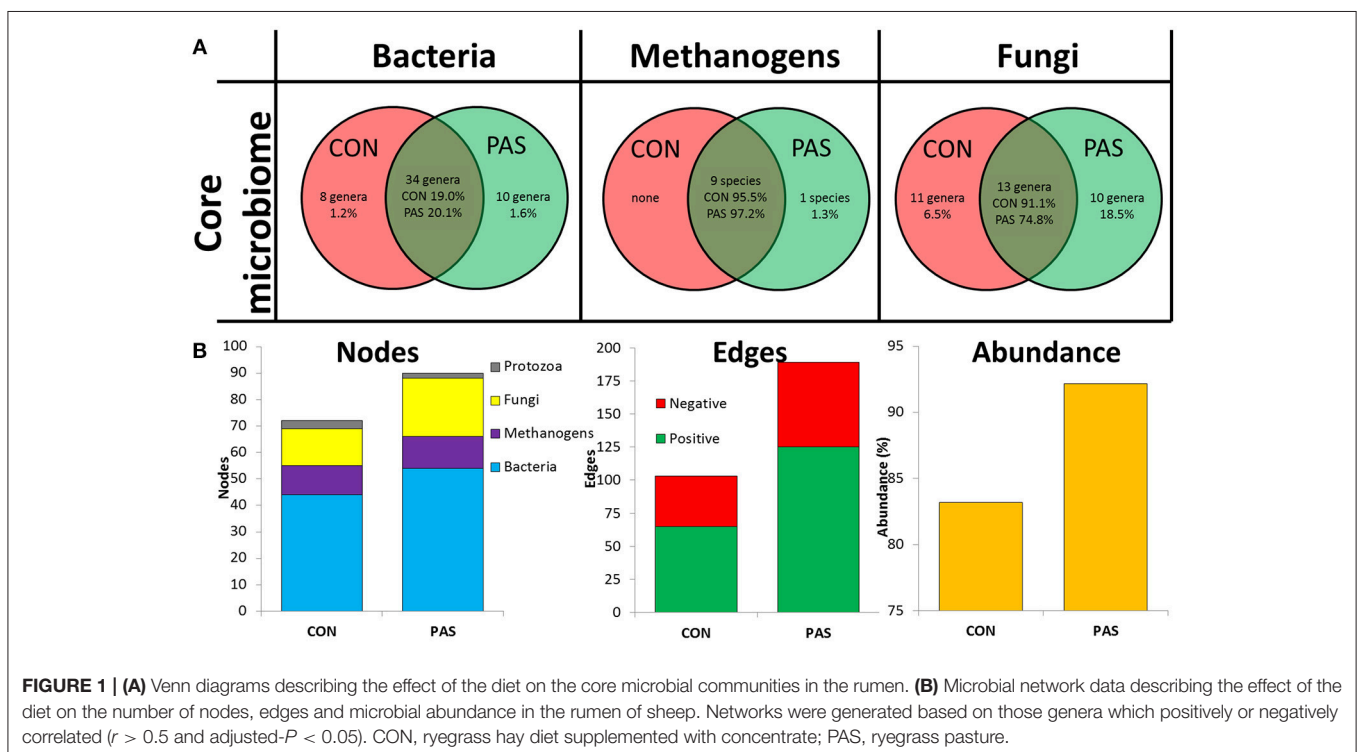 A
Bacteria
Methanogens
Fungi
Core
microbiome
CON
PAS
8 genera
1.2%
34 genera
CON 19.0%
PAS 20.1%
10 genera
1.6%
CON
PAS
none
9 species
CON 95.5%
PAS 97.2%
1 species
1.3%
CON
PAS
11 genera
6.5%
13 genera
CON 91.1%
PAS 74.8%
10 genera
18.5%
B
Nodes
Nodes
100
90
80
70
60
50
40
30
20
10
0
CON
PAS
Protozoa
Fungi
Methanogens
Bacteria
Edges
Edges
200
175
150
125
100
75
50
25
0
Negative
Positive
CON
PAS
Abundance
Abundance (%)
95
90
85
80
75
CON
PAS
FIGURE 1 | (A) Venn diagrams describing the effect of the diet on the core microbial communities in the rumen. (B) Microbial network data describing the effect of the
diet on the number of nodes, edges and microbial abundance in the rumen of sheep. Networks were generated based on those genera which positively or negatively
correlated (r > 0.5 and adjusted-P < 0.05). CON, ryegrass hay diet supplemented with concentrate; PAS, ryegrass pasture.